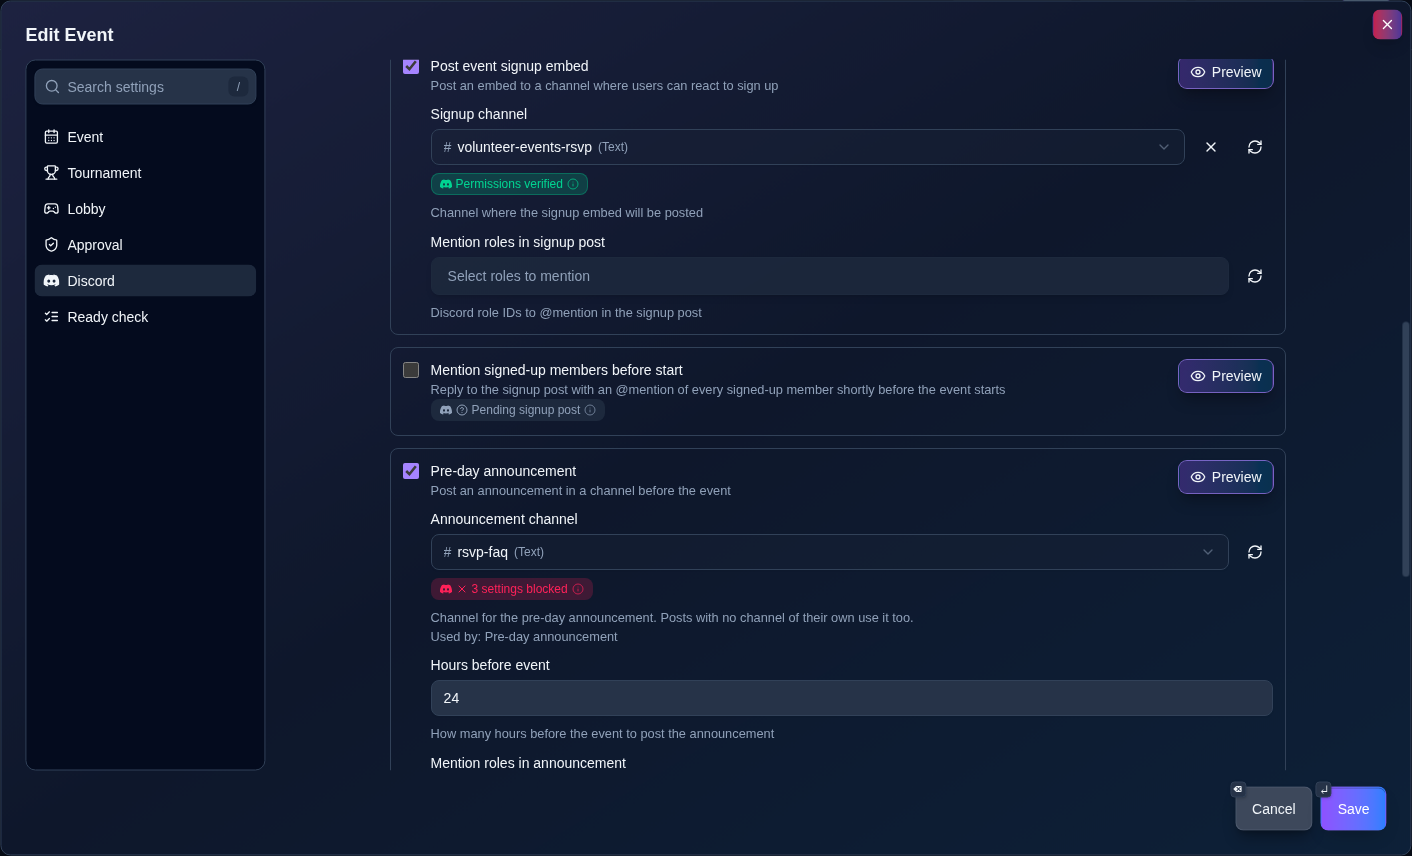 Edit Event
Search settings /
Event
Tournament
Lobby
Approval
Discord
Ready check
Post event signup embed
Post an embed to a channel where users can react to sign up
Preview
Signup channel
# volunteer-events-rsvp (Text)
Permissions verified
Channel where the signup embed will be posted
Mention roles in signup post
Select roles to mention
Discord role IDs to @mention in the signup post
Mention signed-up members before start
Reply to the signup post with an @mention of every signed-up member shortly before the event starts
Pending signup post
Preview
Pre-day announcement
Post an announcement in a channel before the event
Preview
Announcement channel
# rsvp-faq (Text)
3 settings blocked
Channel for the pre-day announcement. Posts with no channel of their own use it too.
Used by: Pre-day announcement
Hours before event
24
How many hours before the event to post the announcement
Mention roles in announcement
Cancel
Save